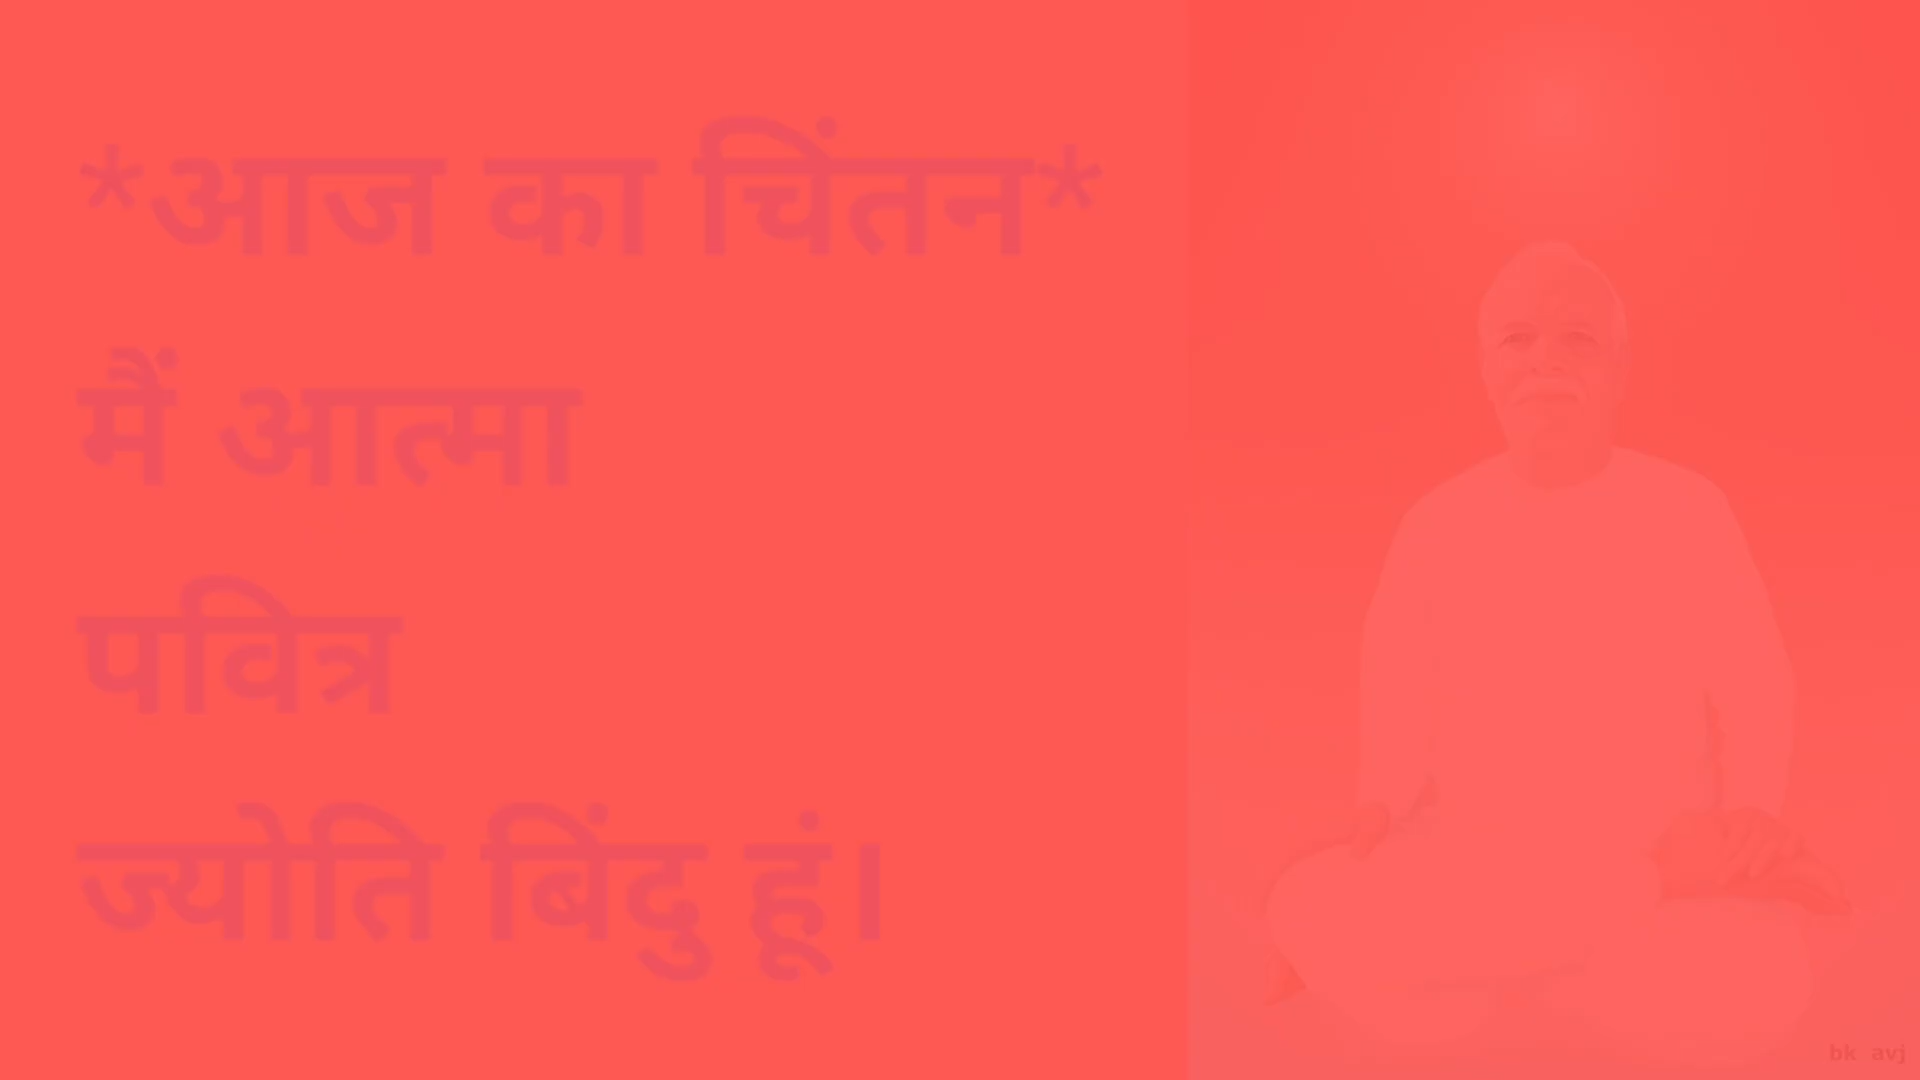 *आज का चिंतन*
मैं आत्मा
पवित्र
ज्योति बिंदु हूं।
bk avj